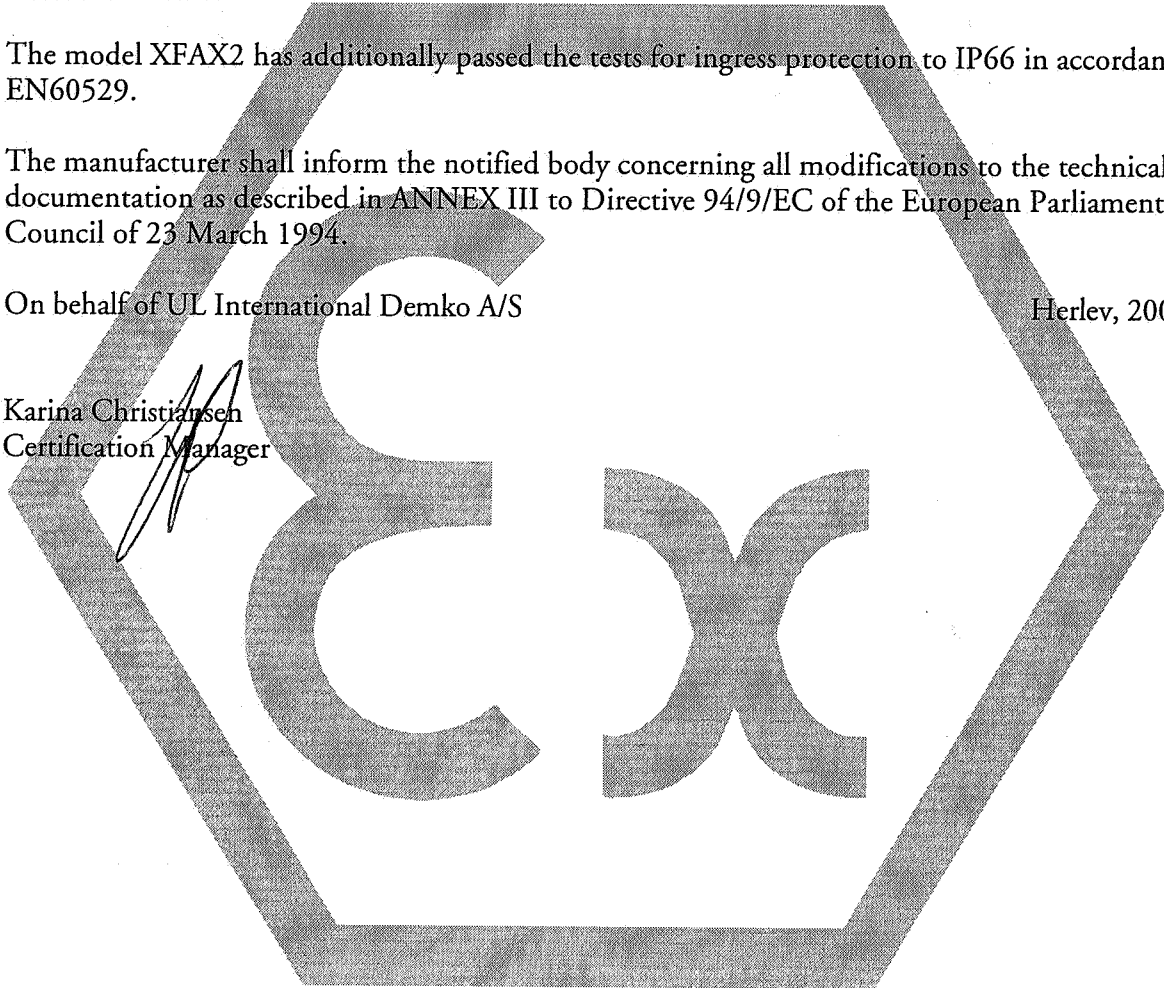 The model XFAX2 has additionally passed the tests for ingress protection to IP66 in accordan
EN60529.
The manufacturer shall inform the notified body concerning all modifications to the technical
documentation as described in ANNEX III to Directive 94/9/EC of the European Parliament
Council of 23 March 1994.
On behalf of UL International Demko A/S
Herlev, 200
Karina Christiansen
Certification Manager
εx